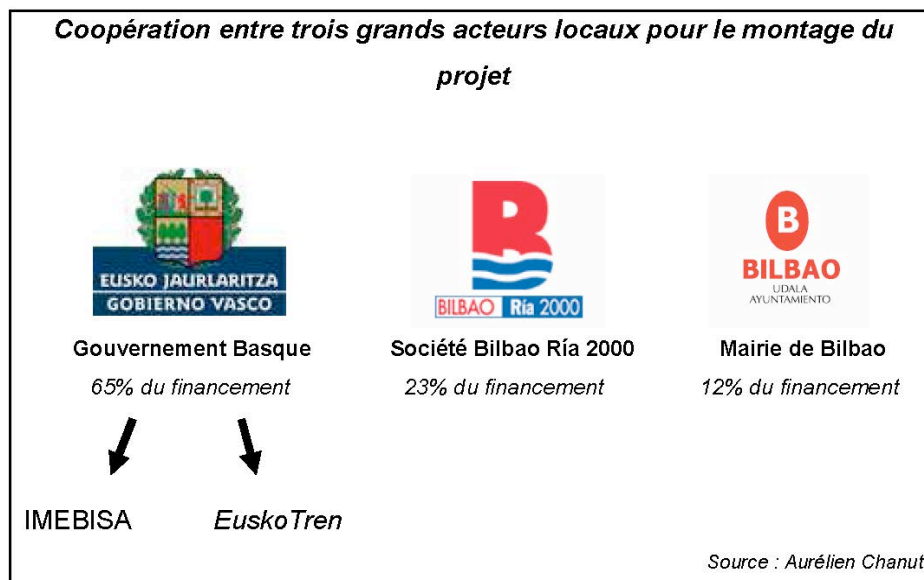 Coopération entre trois grands acteurs locaux pour le montage du
projet
EUSKO JAURLARITZA
GOBIERNO VASCO
B
BILBAO Ría 2000
B
BILBAO
UDALA
AYUNTAMIENTO
Gouvernement Basque
65% du financement
Société Bilbao Ría 2000
23% du financement
Mairie de Bilbao
12% du financement
IMEBISA
EuskoTren
Source : Aurélien Chanut